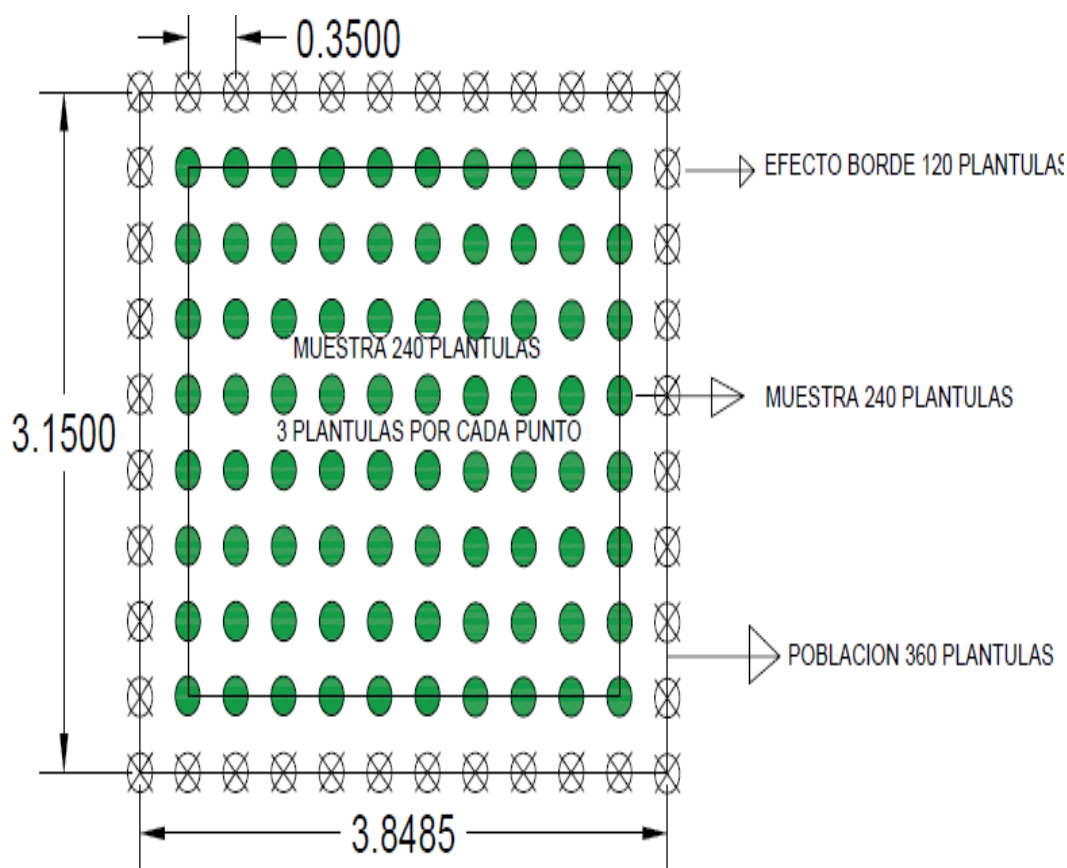 0.3500
EFECTO BORDE 120 PLANTULAS
MUESTRA 240 PLANTULAS
MUESTRA 240 PLANTULAS
3 PLANTULAS POR CADA PUNTO
3.1500
POBLACION 360 PLANTULAS
3.8485